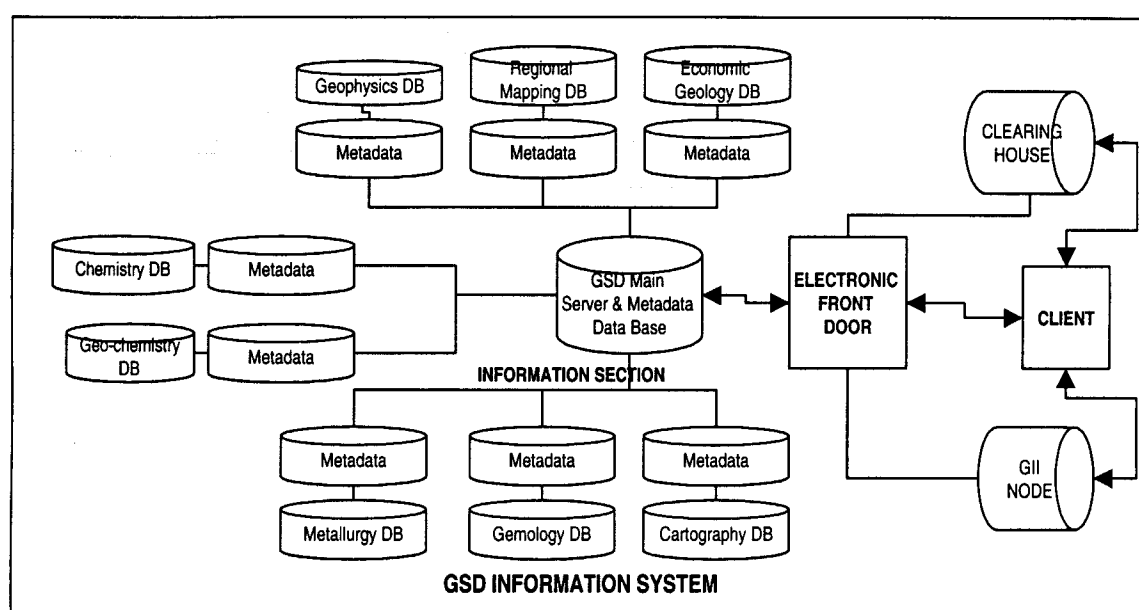 Geophysics DB
Regional
Mapping DB
Economic
Geology DB
Metadata
Metadata
Metadata
CLEARING
HOUSE
Chemistry DB
Metadata
Geo-chemistry
DB
Metadata
GSD Main
Server & Metadata
Data Base
ELECTRONIC
FRONT
DOOR
CLIENT
INFORMATION SECTION
Metadata
Metadata
Metadata
Metallurgy DB
Gemology DB
Cartography DB
GII
NODE
GSD INFORMATION SYSTEM